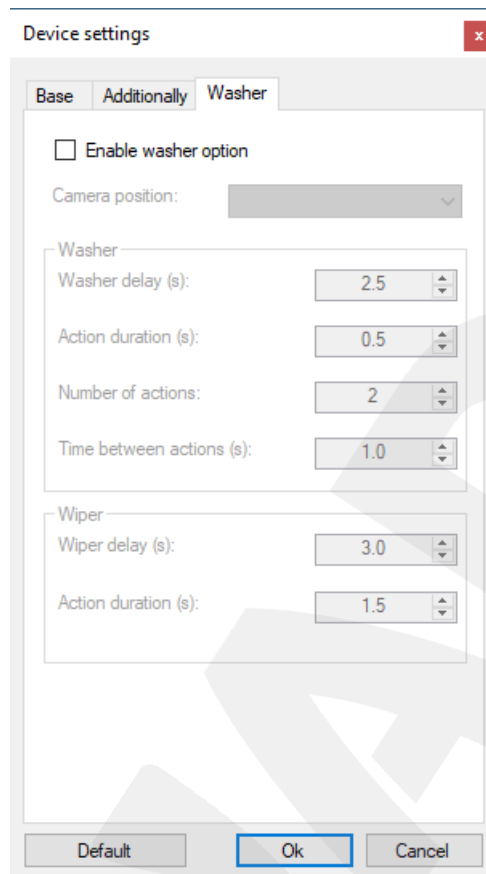 Device settings
x
Base Additionally Washer
Enable washer option
Camera position:
Washer
Washer delay (s): 2.5
Action duration (s): 0.5
Number of actions: 2
Time between actions (s): 1.0
Wiper
Wiper delay (s): 3.0
Action duration (s): 1.5
Default Ok Cancel